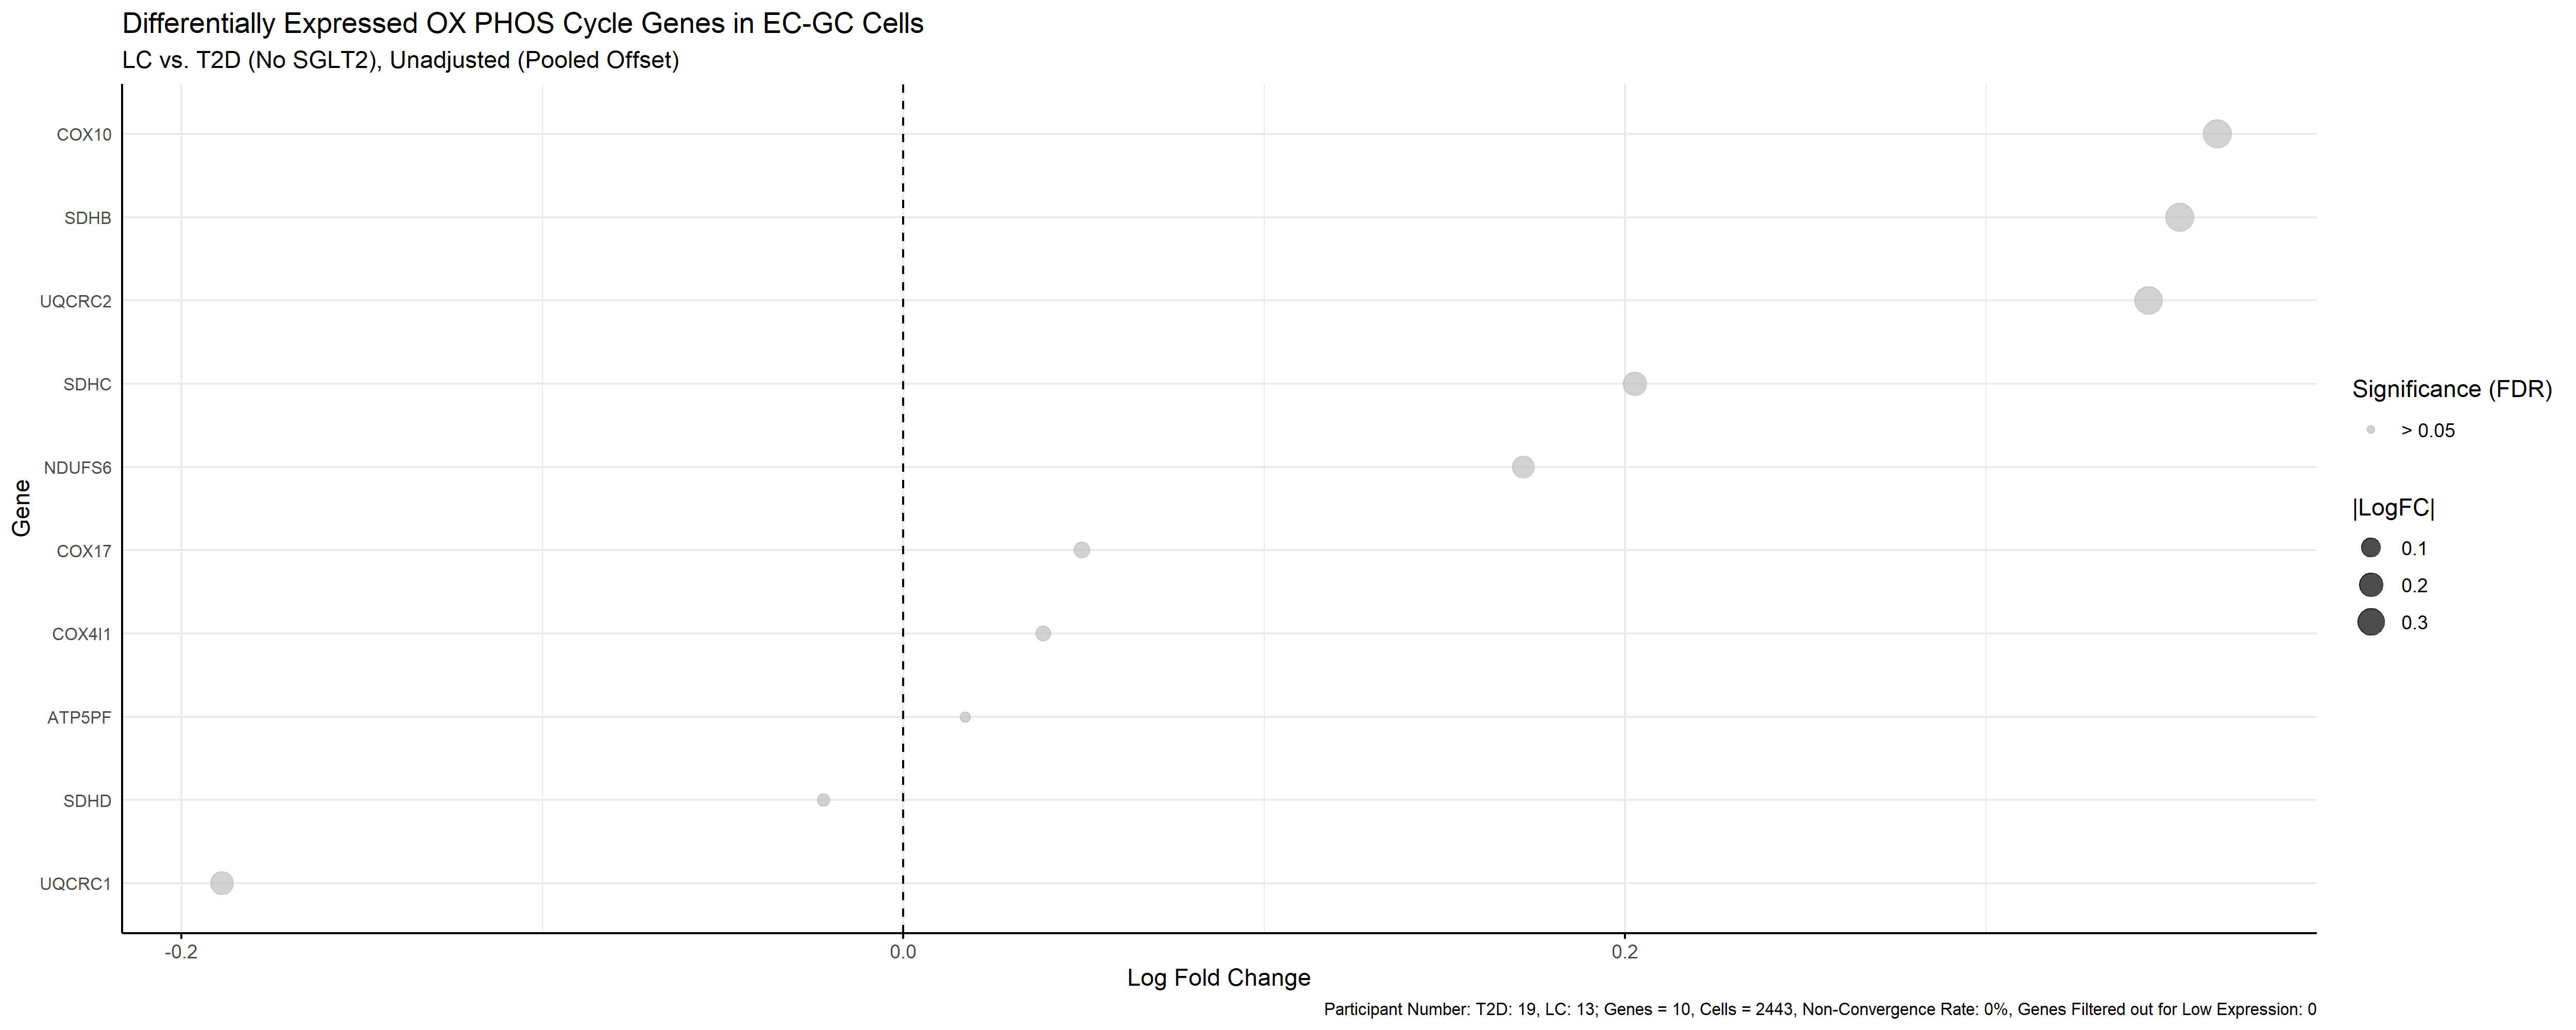 Differentially Expressed OX PHOS Cycle Genes in EC-GC Cells
LC vs. T2D (No SGLT2), Unadjusted (Pooled Offset)
Gene
COX10
SDHB
UQCRC2
SDHC
NDUFS6
COX17
COX4I1
ATP5PF
SDHD
UQCRC1
-0.2
0.0
0.2
Log Fold Change
Significance (FDR)
> 0.05
|LogFC|
0.1
0.2
0.3
Participant Number: T2D: 19, LC: 13; Genes = 10, Cells = 2443, Non-Convergence Rate: 0%, Genes Filtered out for Low Expression: 0